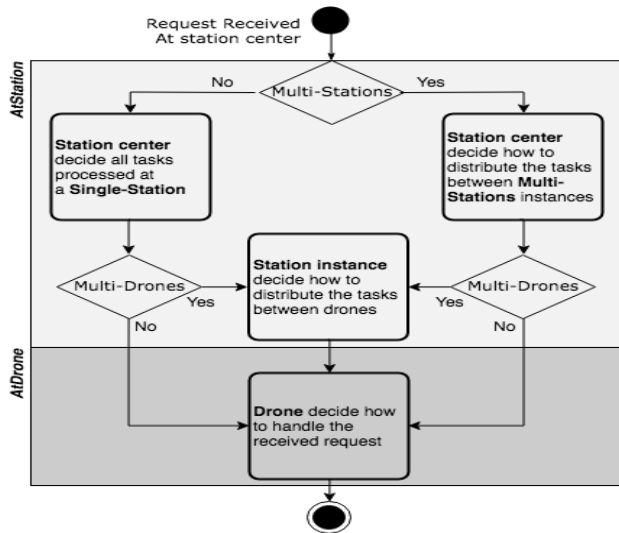 Request Received
At station center
AtStation
No
Multi-Stations
Yes
Station center
decide all tasks
processed at
a Single-Station
Station center
decide how to
distribute the tasks
between Multi-
Stations instances
Multi-Drones
Yes
No
Station instance
decide how to
distribute the tasks
between drones
Multi-Drones
Yes
No
AtDrone
Drone decide how
to handle the
received request